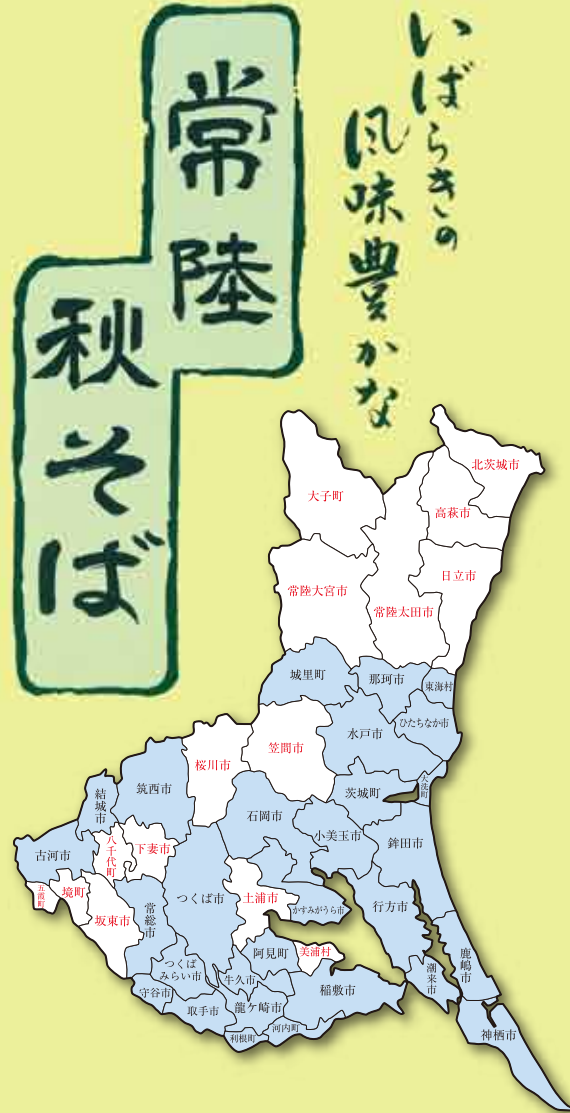 いばらきの
風味豊かな
常陸
秋そば
北茨城市
大子町
高萩市
日立市
常陸大宮市
常陸太田市
城里町
那珂市
東海村
ひたちなか市
水戸市
笠間市
桜川市
大洗町
茨城町
筑西市
結城市
石岡市
小美玉市
鉾田市
八千代町
下妻市
古河市
五霞町
境町
坂東市
常総市
つくば市
土浦市
かすみがうら市
行方市
鹿嶋市
阿見町
美浦村
つくば
みらい市
牛久市
稲敷市
潮来市
守谷市
取手市
龍ケ崎市
河内町
利根町
神栖市